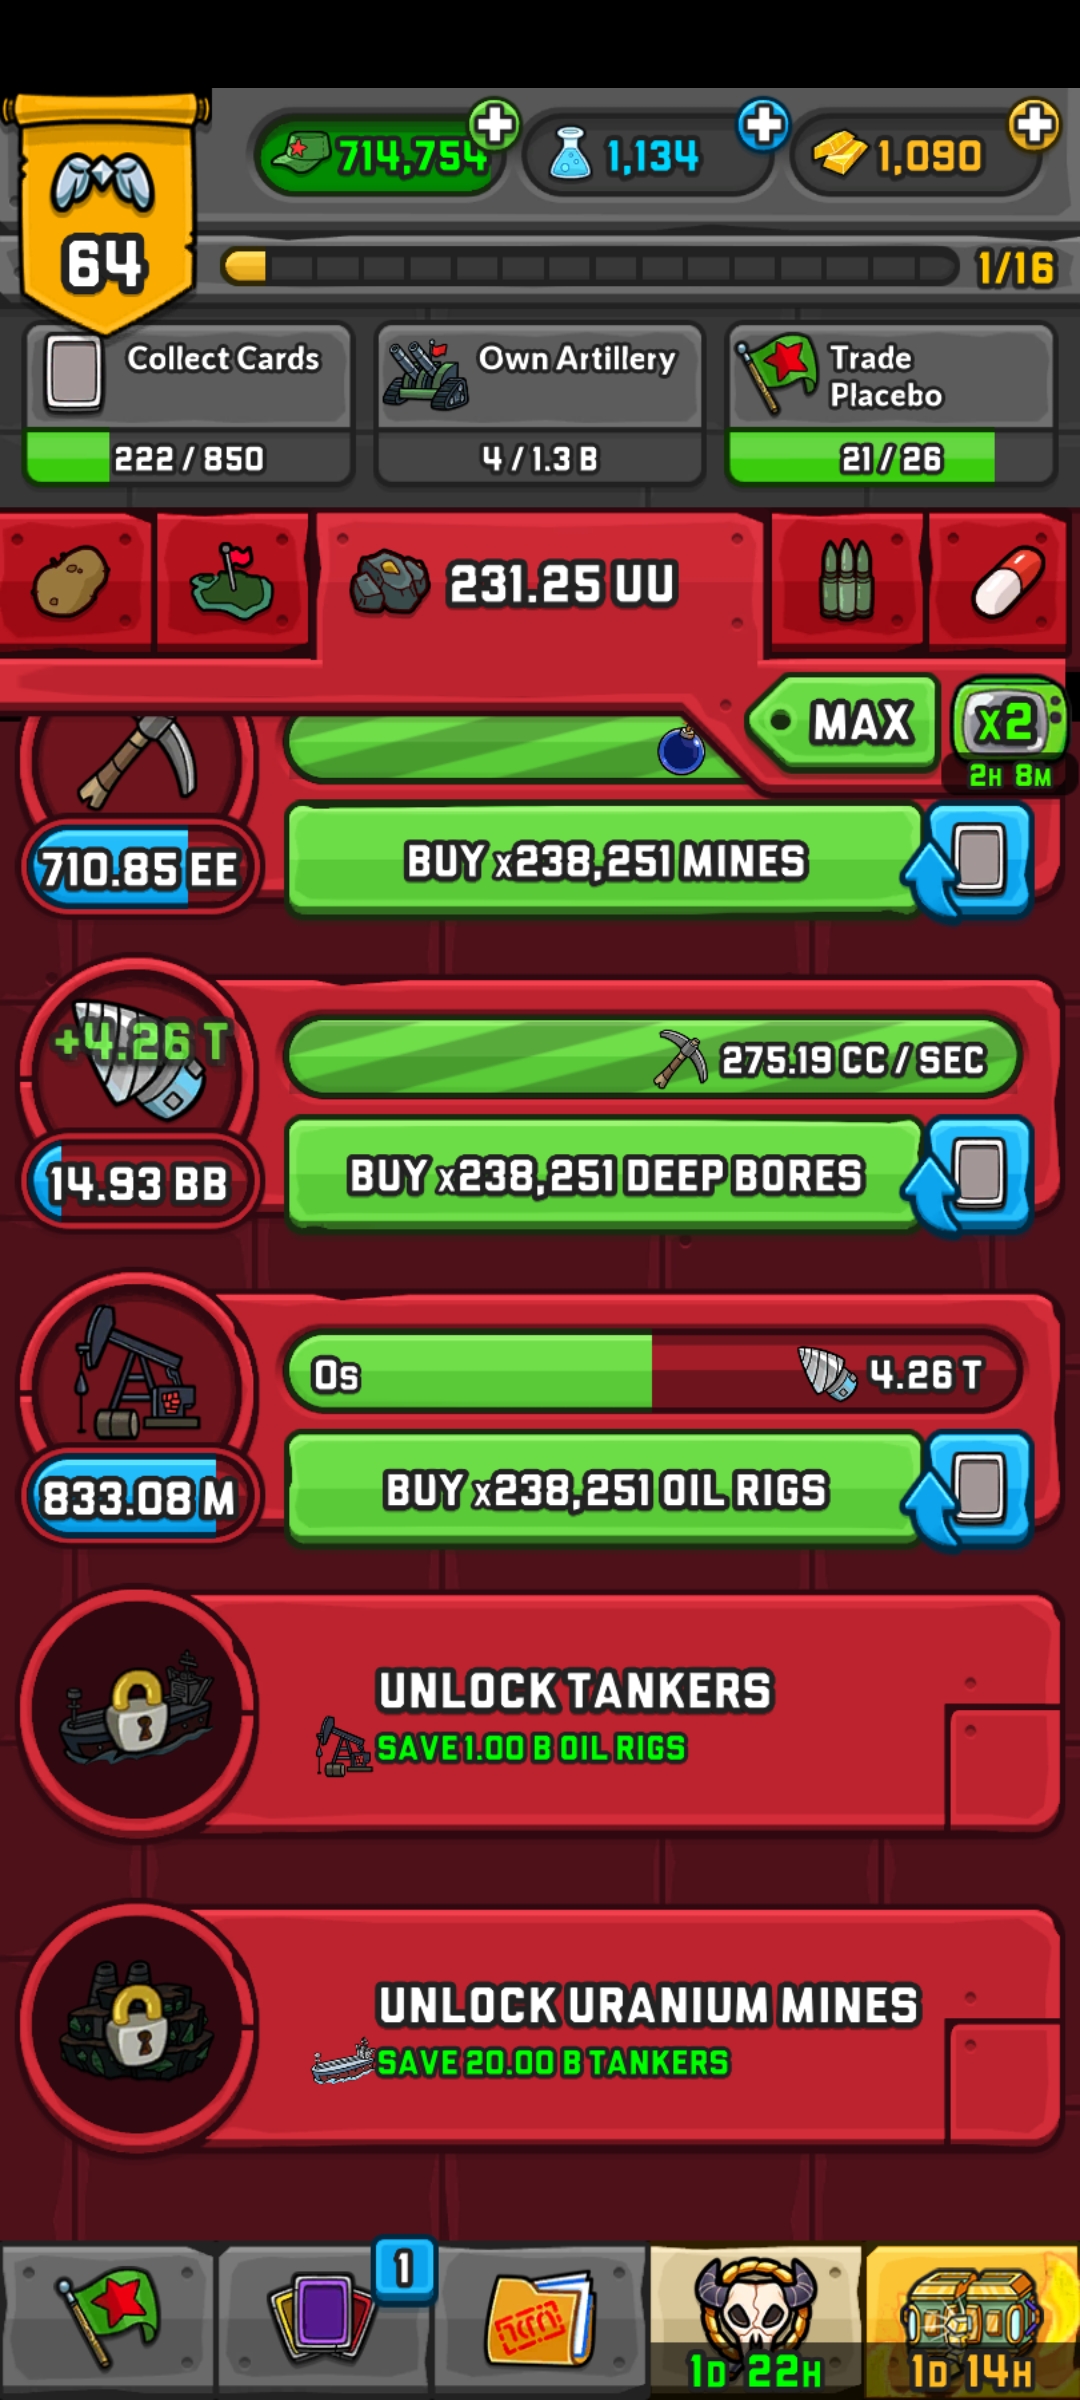 714,754
1,134
1,090
64
1/16
Collect Cards
222 / 850
Own Artillery
4 / 1.3 B
Trade
Placebo
21 / 26
231.25 UU
MAX
x2
2H 8M
710.85 EE
BUY x238,251 MINES
+4.26 T
275.19 CC / SEC
14.93 BB
BUY x238,251 DEEP BORES
0s
4.26 T
833.08 M
BUY x238,251 OIL RIGS
UNLOCK TANKERS
SAVE 1.00 B OIL RIGS
UNLOCK URANIUM MINES
SAVE 20.00 B TANKERS
1
1D 22H
1D 14H